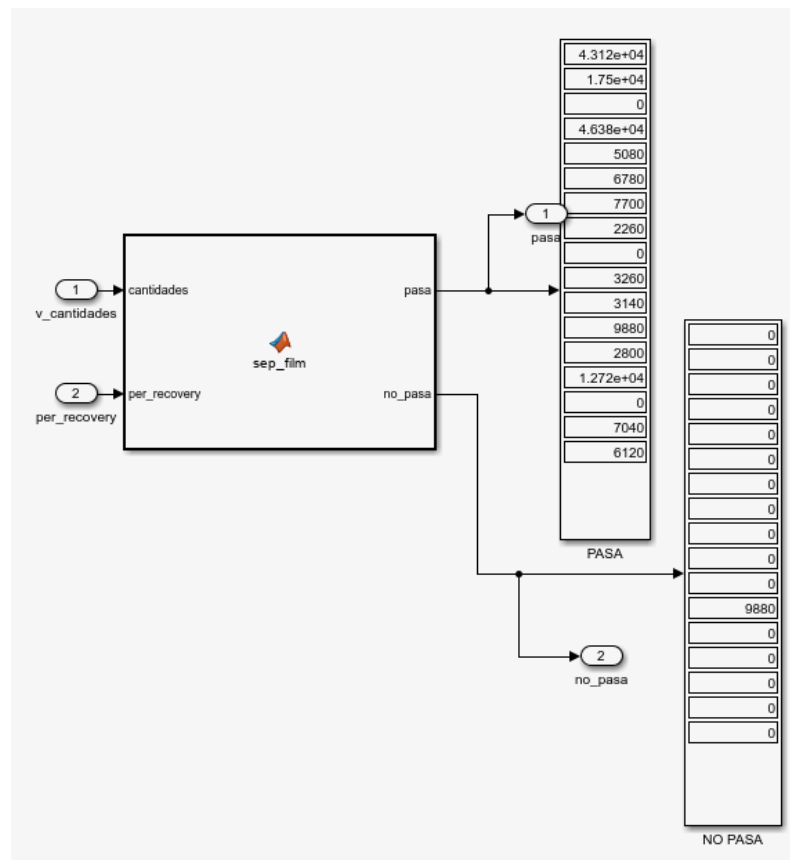 4.312e+04
1.75e+04
0
4.638e+04
5080
6780
7700
2260
0
3260
3140
9880
2800
1.272e+04
0
7040
6120
PASA
1
pasa
1
v_cantidades
2
per_recovery
cantidades
per_recovery
sep_film
pasa
no_pasa
0
0
0
0
0
0
0
0
0
0
0
9880
0
0
0
0
0
NO PASA
2
no_pasa